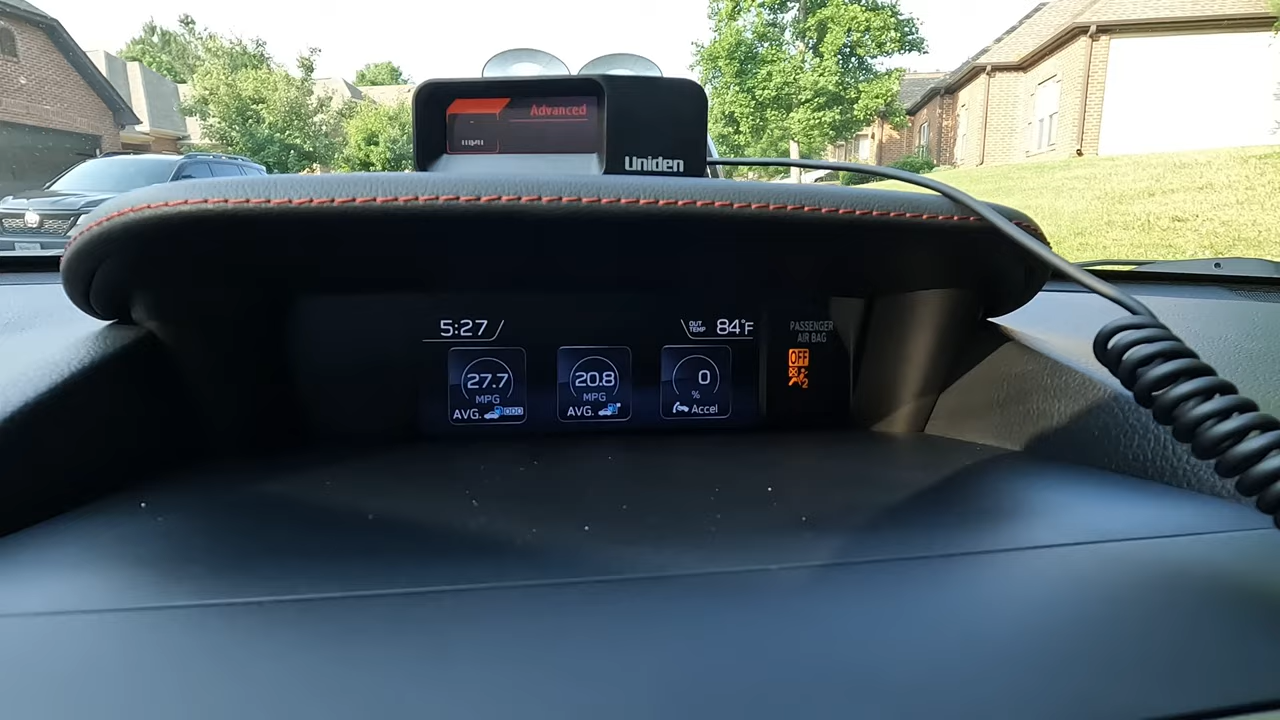 Advanced
Uniden
5:27
OUT
TEMP
84°F
PASSENGER
AIR BAG
OFF
2
27.7
MPG
AVG.
20.8
MPG
AVG.
0
%
Accel